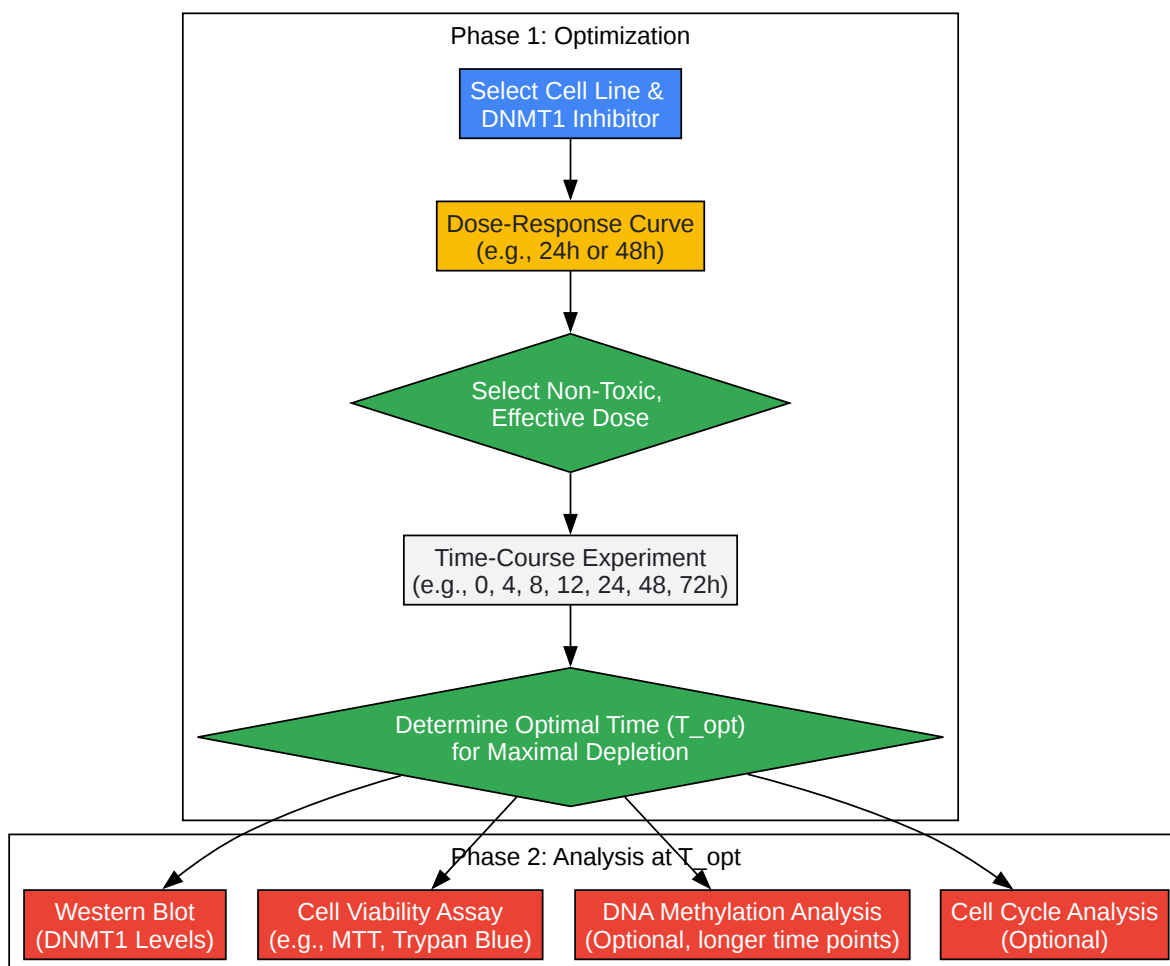 Phase 1: Optimization
Select Cell Line &
DNMT1 Inhibitor
Dose-Response Curve
(e.g., 24h or 48h)
Select Non-Toxic,
Effective Dose
Time-Course Experiment
(e.g., 0, 4, 8, 12, 24, 48, 72h)
Determine Optimal Time (T_opt)
for Maximal Depletion
Phase 2: Analysis at T_opt
Western Blot
(DNMT1 Levels)
Cell Viability Assay
(e.g., MTT, Trypan Blue)
DNA Methylation Analysis
(Optional, longer time points)
Cell Cycle Analysis
(Optional)